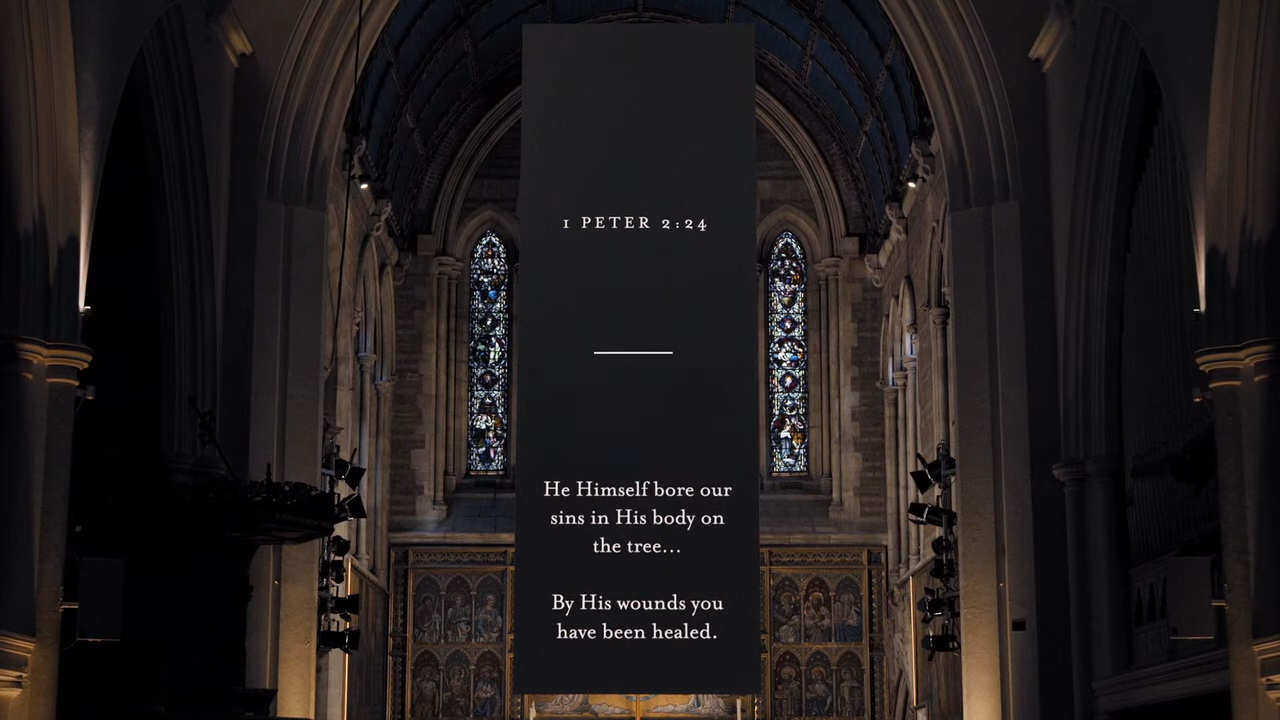 1 PETER 2:24
He Himself bore our
sins in His body on
the tree...
By His wounds you
have been healed.